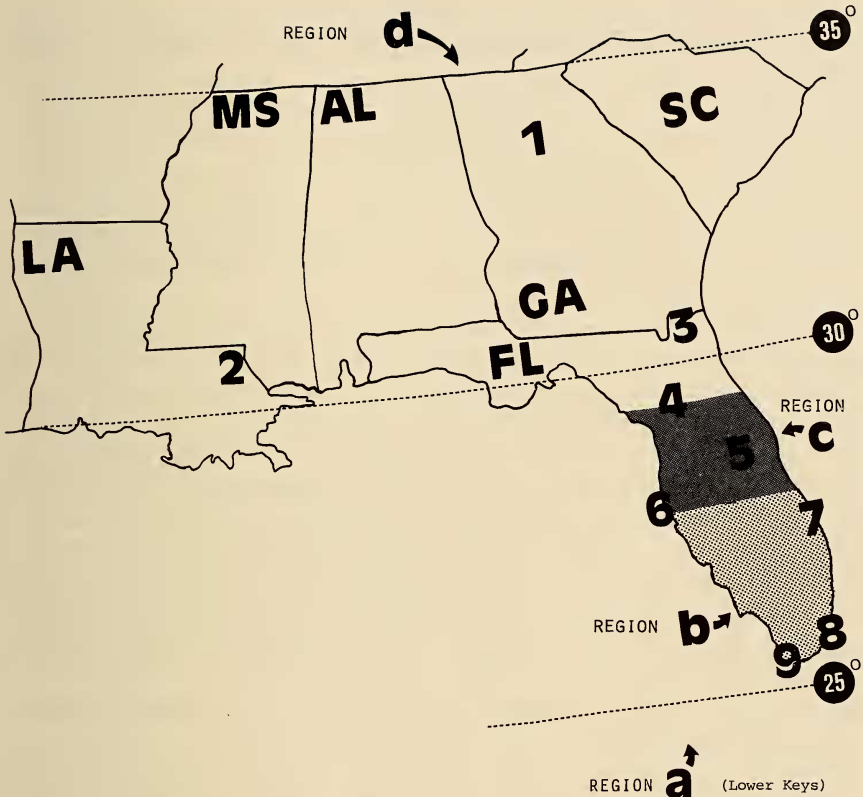 REGION d
35°
MS AL 1 SC
LA
GA
2
3
30°
FL
4
REGION
c
5
6
7
REGION b
8
9
25°
REGION a (Lower Keys)